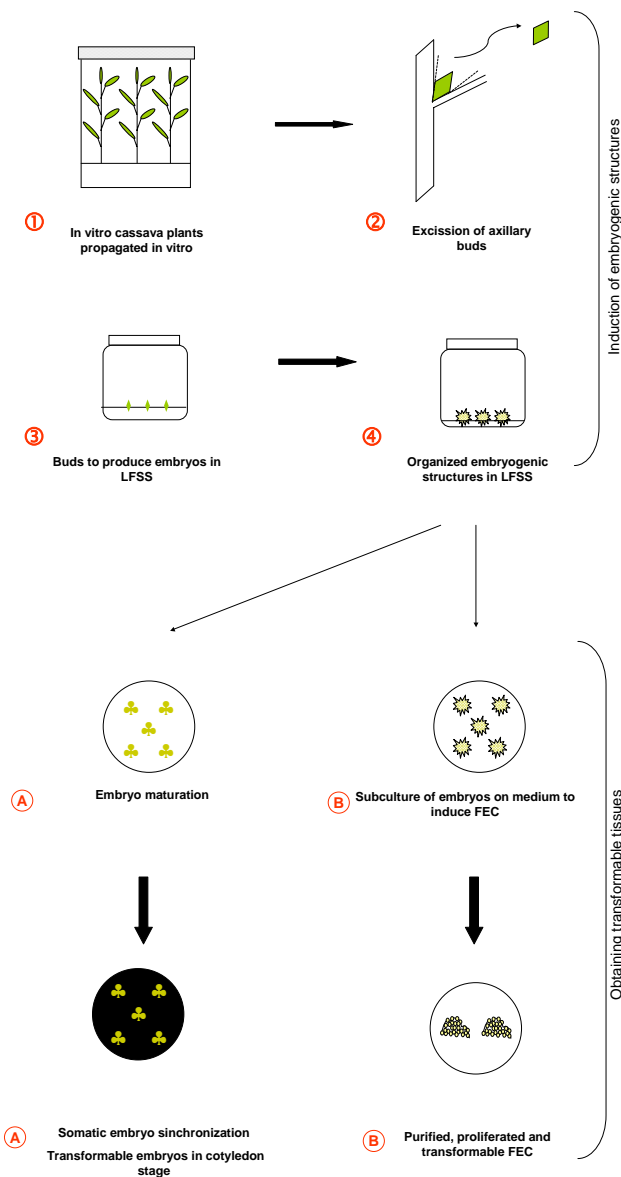 1
In vitro cassava plants
propagated in vitro
2
Excission of axillary
buds
Induction of embryogenic structures
3
Buds to produce embryos in
LFSS
4
Organized embryogenic
structures in LFSS
A
Embryo maturation
B
Subculture of embryos on medium to
induce FEC
Obtaining transformable tissues
A
Somatic embryo sinchronization
Transformable embryos in cotyledon
stage
B
Purified, proliferated and
transformable FEC